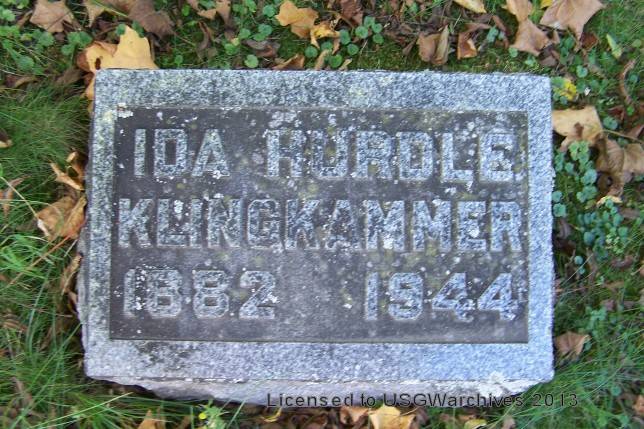 IDA HURDLE
KLINGKAMMER
1882 1944
Licensed to USGWarchives 2013